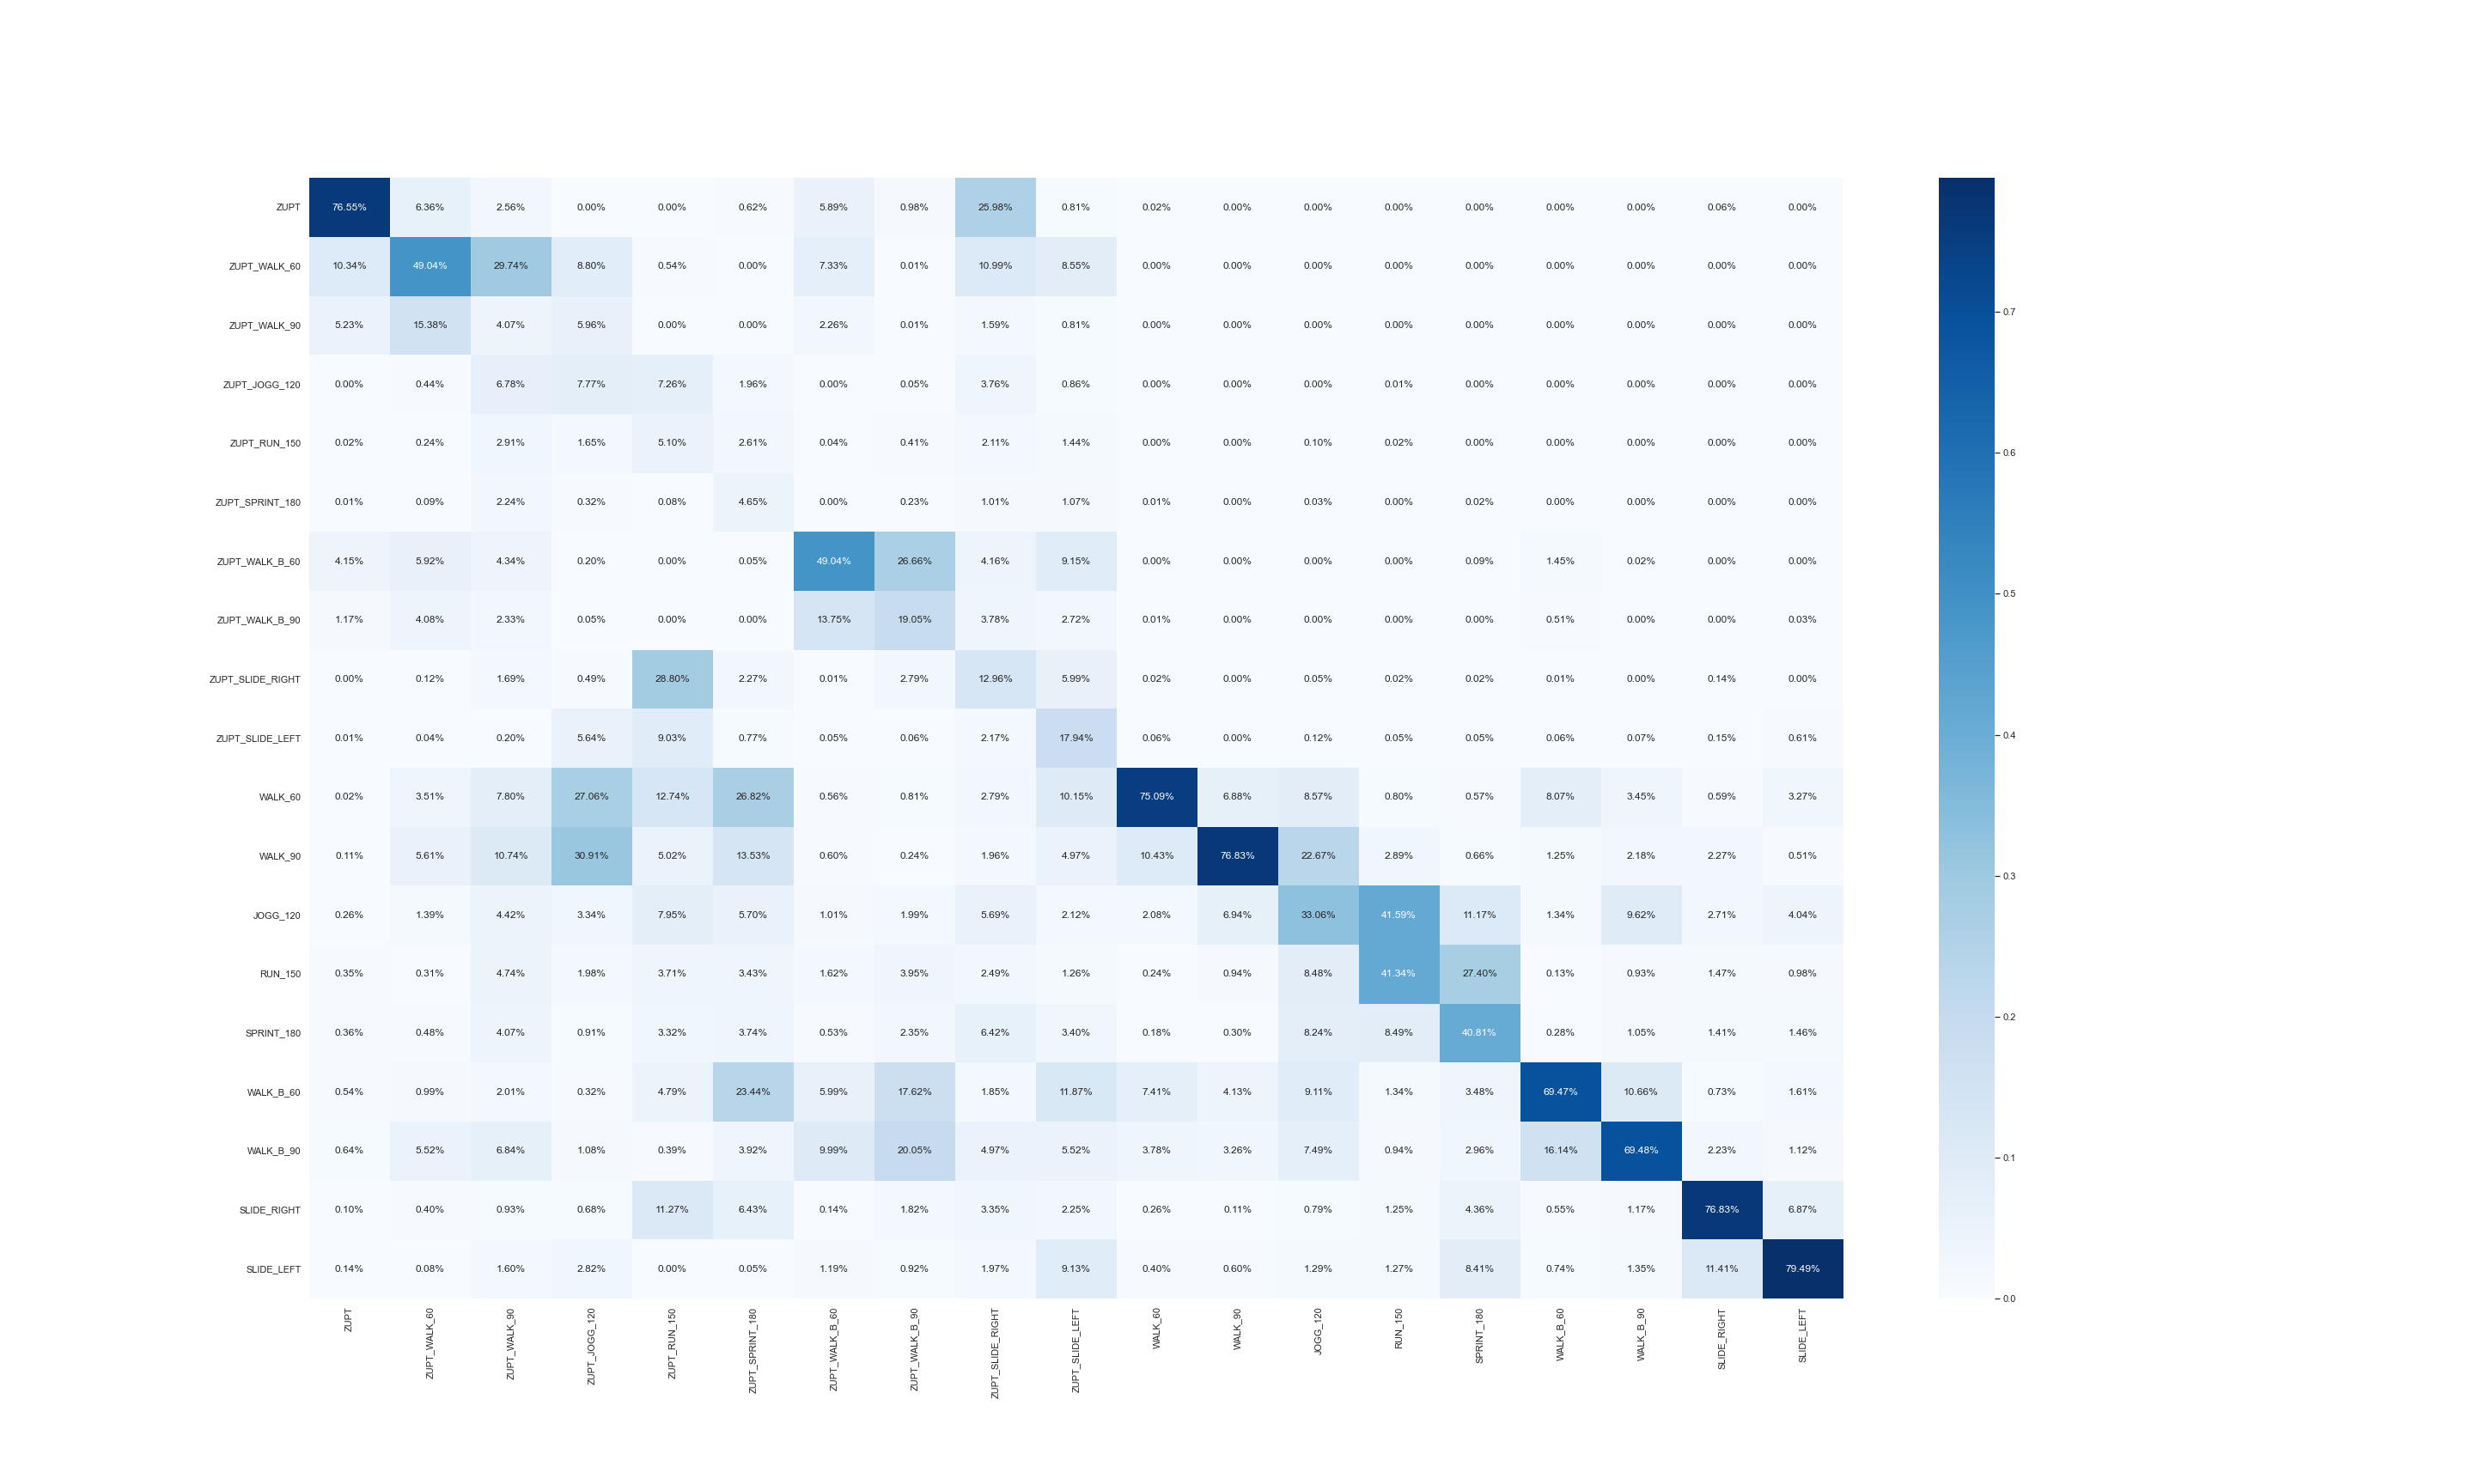 ZUPT 76.55% 6.36% 2.56% 0.00% 0.00% 0.62% 5.89% 0.98% 25.98% 0.81% 0.02% 0.00% 0.00% 0.00% 0.00% 0.00% 0.00% 0.06% 0.00%
ZUPT_WALK_60 10.34% 49.04% 29.74% 8.80% 0.54% 0.00% 7.33% 0.01% 10.99% 8.55% 0.00% 0.00% 0.00% 0.00% 0.00% 0.00% 0.00% 0.00% 0.00%
ZUPT_WALK_90 5.23% 15.38% 4.07% 5.96% 0.00% 0.00% 2.26% 0.01% 1.59% 0.81% 0.00% 0.00% 0.00% 0.00% 0.00% 0.00% 0.00% 0.00% 0.00%
0.7
ZUPT_JOGG_120 0.00% 0.44% 6.78% 7.77% 7.26% 1.96% 0.00% 0.05% 3.76% 0.86% 0.00% 0.00% 0.00% 0.01% 0.00% 0.00% 0.00% 0.00% 0.00%
ZUPT_RUN_150 0.02% 0.24% 2.91% 1.65% 5.10% 2.61% 0.04% 0.41% 2.11% 1.44% 0.00% 0.00% 0.10% 0.02% 0.00% 0.00% 0.00% 0.00% 0.00%
0.6
ZUPT_SPRINT_180 0.01% 0.09% 2.24% 0.32% 0.08% 4.65% 0.00% 0.23% 1.01% 1.07% 0.01% 0.00% 0.03% 0.00% 0.02% 0.00% 0.00% 0.00% 0.00%
ZUPT_WALK_B_60 4.15% 5.92% 4.34% 0.20% 0.00% 0.05% 49.04% 26.66% 4.16% 9.15% 0.00% 0.00% 0.00% 0.00% 0.09% 1.45% 0.02% 0.00% 0.00%
0.5
ZUPT_WALK_B_90 1.17% 4.08% 2.33% 0.05% 0.00% 0.00% 13.75% 19.05% 3.78% 2.72% 0.01% 0.00% 0.00% 0.00% 0.00% 0.51% 0.00% 0.00% 0.03%
ZUPT_SLIDE_RIGHT 0.00% 0.12% 1.69% 0.49% 28.80% 2.27% 0.01% 2.79% 12.96% 5.99% 0.02% 0.00% 0.05% 0.02% 0.02% 0.01% 0.00% 0.14% 0.00%
ZUPT_SLIDE_LEFT 0.01% 0.04% 0.20% 5.64% 9.03% 0.77% 0.05% 0.06% 2.17% 17.94% 0.06% 0.00% 0.12% 0.05% 0.05% 0.06% 0.07% 0.15% 0.61%
0.4
WALK_60 0.02% 3.51% 7.80% 27.06% 12.74% 26.82% 0.56% 0.81% 2.79% 10.15% 75.09% 6.88% 8.57% 0.80% 0.57% 8.07% 3.45% 0.59% 3.27%
WALK_90 0.11% 5.61% 10.74% 30.91% 5.02% 13.53% 0.60% 0.24% 1.96% 4.97% 10.43% 76.83% 22.67% 2.89% 0.66% 1.25% 2.18% 2.27% 0.51%
0.3
JOGG_120 0.26% 1.39% 4.42% 3.34% 7.95% 5.70% 1.01% 1.99% 5.69% 2.12% 2.08% 6.94% 33.06% 41.59% 11.17% 1.34% 9.62% 2.71% 4.04%
RUN_150 0.35% 0.31% 4.74% 1.98% 3.71% 3.43% 1.62% 3.95% 2.49% 1.26% 0.24% 0.94% 8.48% 41.34% 27.40% 0.13% 0.93% 1.47% 0.98%
0.2
SPRINT_180 0.36% 0.48% 4.07% 0.91% 3.32% 3.74% 0.53% 2.35% 6.42% 3.40% 0.18% 0.30% 8.24% 8.49% 40.81% 0.28% 1.05% 1.41% 1.46%
WALK_B_60 0.54% 0.99% 2.01% 0.32% 4.79% 23.44% 5.99% 17.62% 1.85% 11.87% 7.41% 4.13% 9.11% 1.34% 3.48% 69.47% 10.66% 0.73% 1.61%
WALK_B_90 0.64% 5.52% 6.84% 1.08% 0.39% 3.92% 9.99% 20.05% 4.97% 5.52% 3.78% 3.26% 7.49% 0.94% 2.96% 16.14% 69.48% 2.23% 1.12%
0.1
SLIDE_RIGHT 0.10% 0.40% 0.93% 0.68% 11.27% 6.43% 0.14% 1.82% 3.35% 2.25% 0.26% 0.11% 0.79% 1.25% 4.36% 0.55% 1.17% 76.83% 6.87%
SLIDE_LEFT 0.14% 0.08% 1.60% 2.82% 0.00% 0.05% 1.19% 0.92% 1.97% 9.13% 0.40% 0.60% 1.29% 1.27% 8.41% 0.74% 1.35% 11.41% 79.49%
0.0
ZUPT
ZUPT_WALK_60
ZUPT_WALK_90
ZUPT_JOGG_120
ZUPT_RUN_150
ZUPT_SPRINT_180
ZUPT_WALK_B_60
ZUPT_WALK_B_90
ZUPT_SLIDE_RIGHT
ZUPT_SLIDE_LEFT
WALK_60
WALK_90
JOGG_120
RUN_150
SPRINT_180
WALK_B_60
WALK_B_90
SLIDE_RIGHT
SLIDE_LEFT